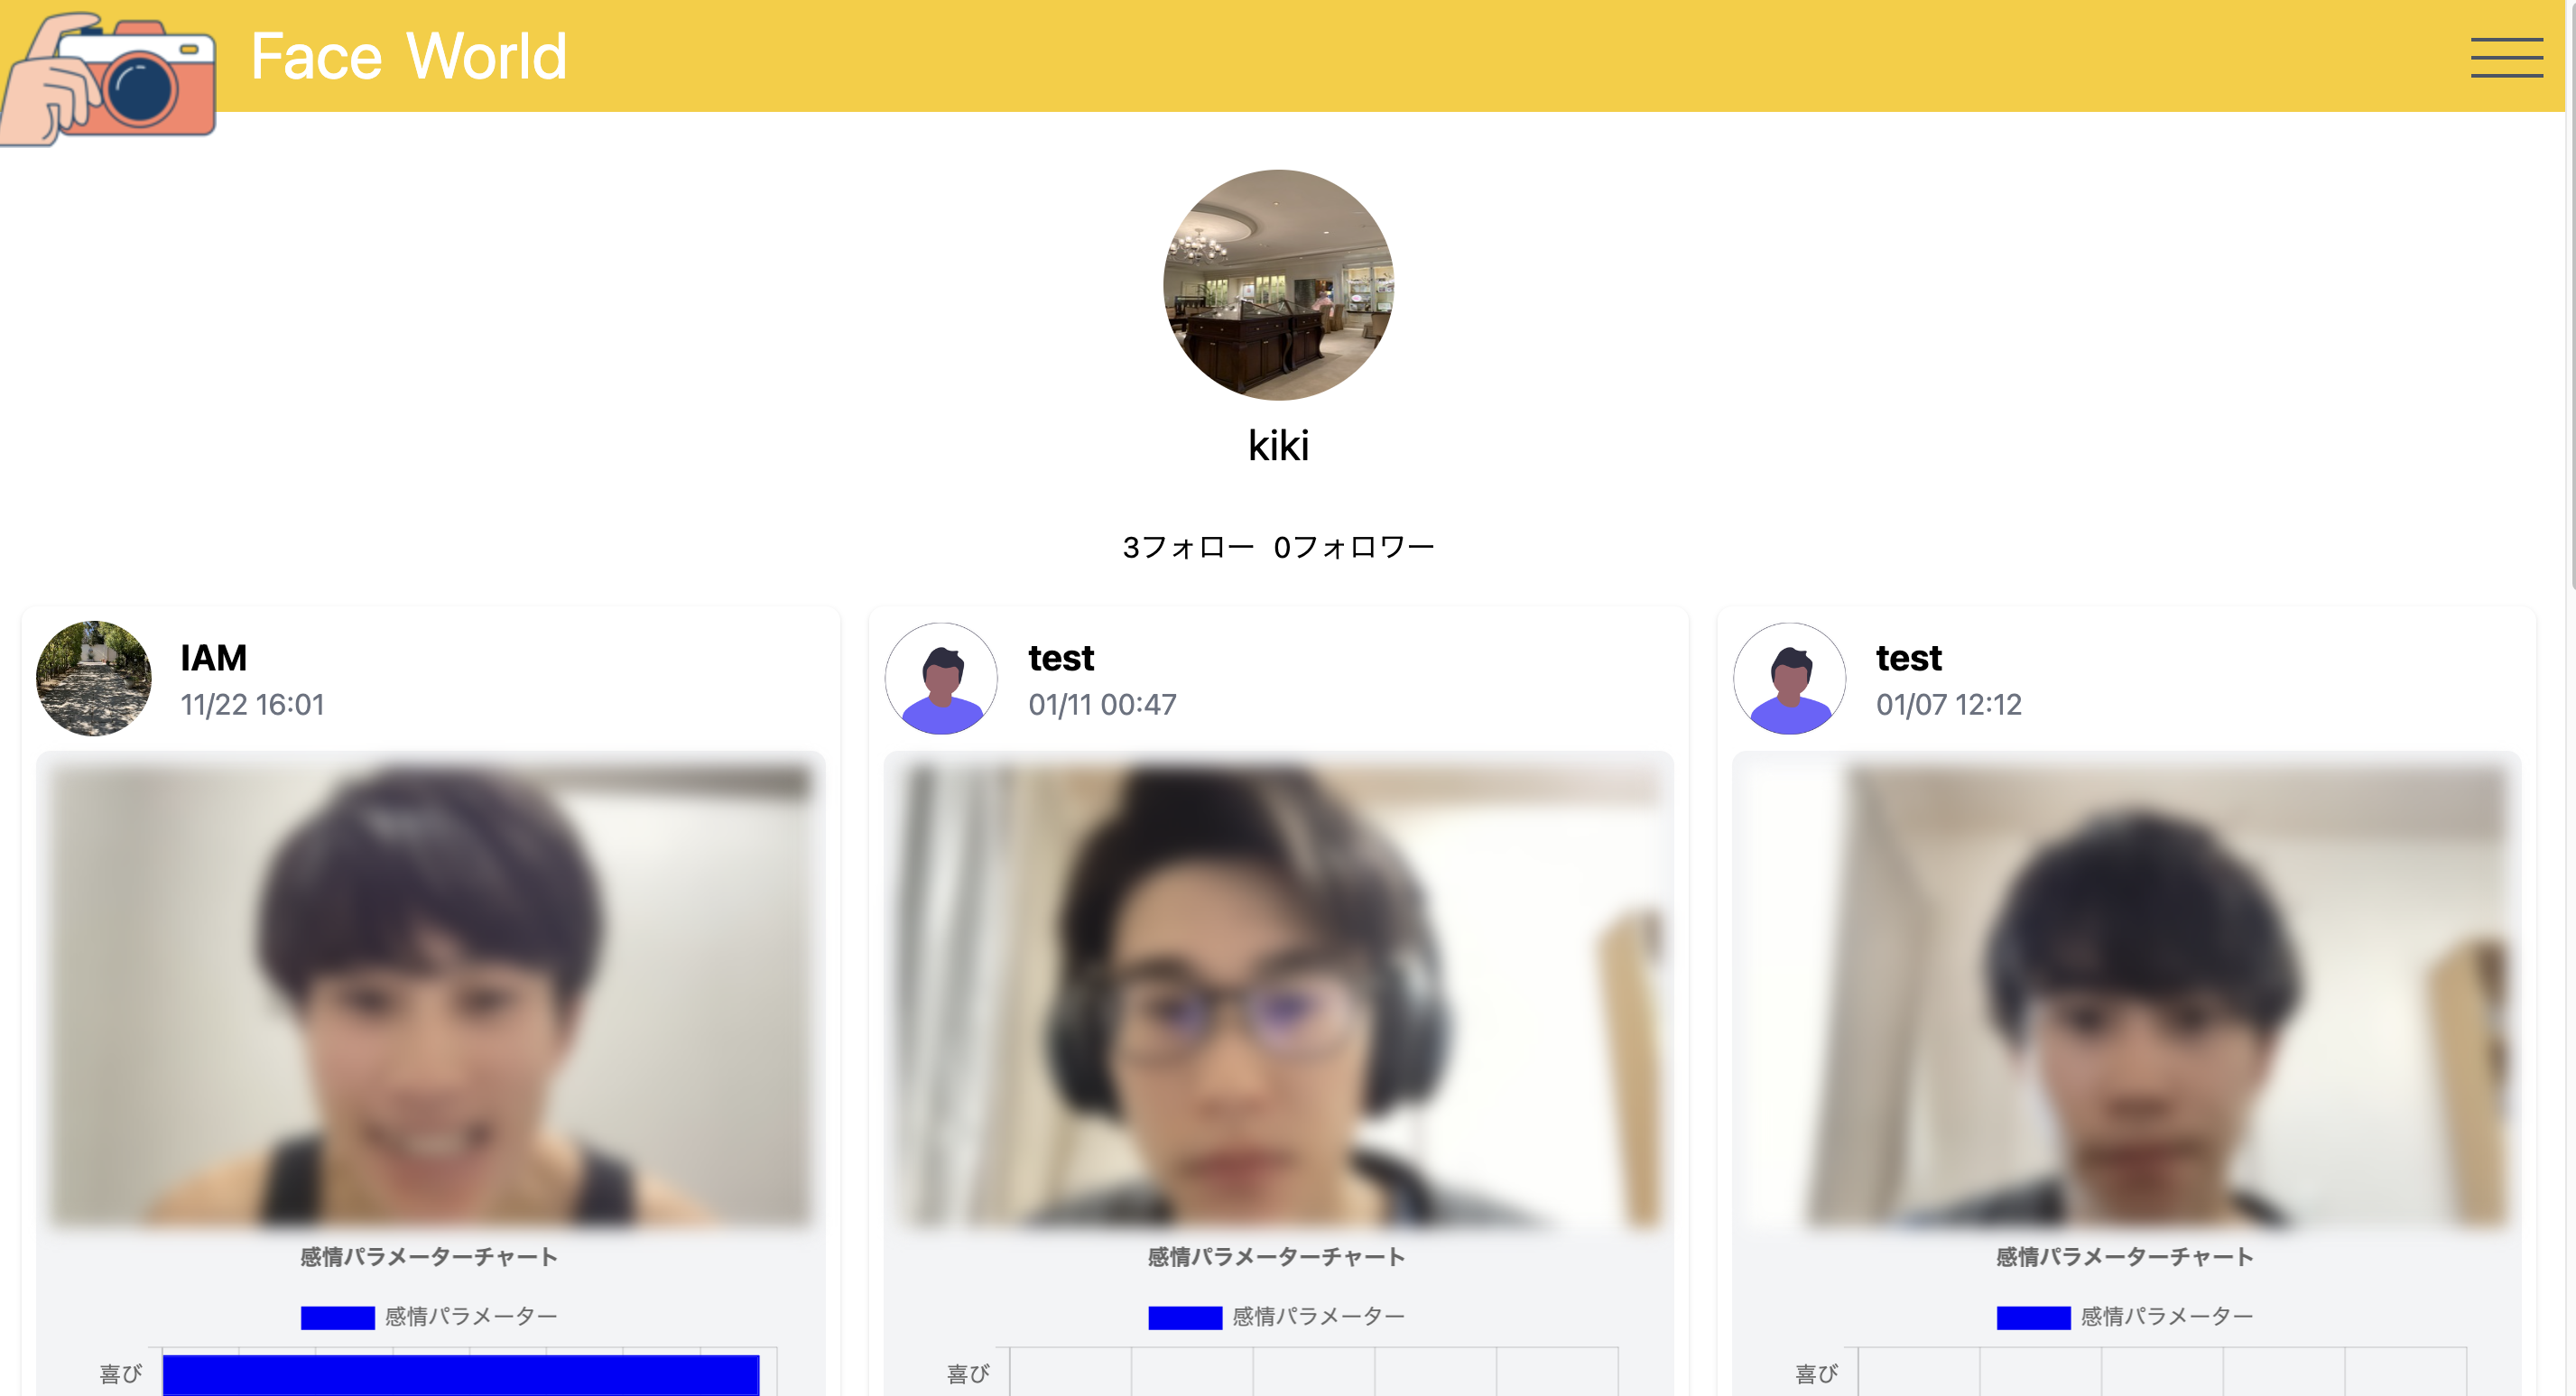 Face World
kiki
3フォロー 0フォロワー
IAM
11/22 16:01
感情パラメーターチャート
感情パラメーター
喜び
test
01/11 00:47
感情パラメーターチャート
感情パラメーター
喜び
test
01/07 12:12
感情パラメーターチャート
感情パラメーター
喜び